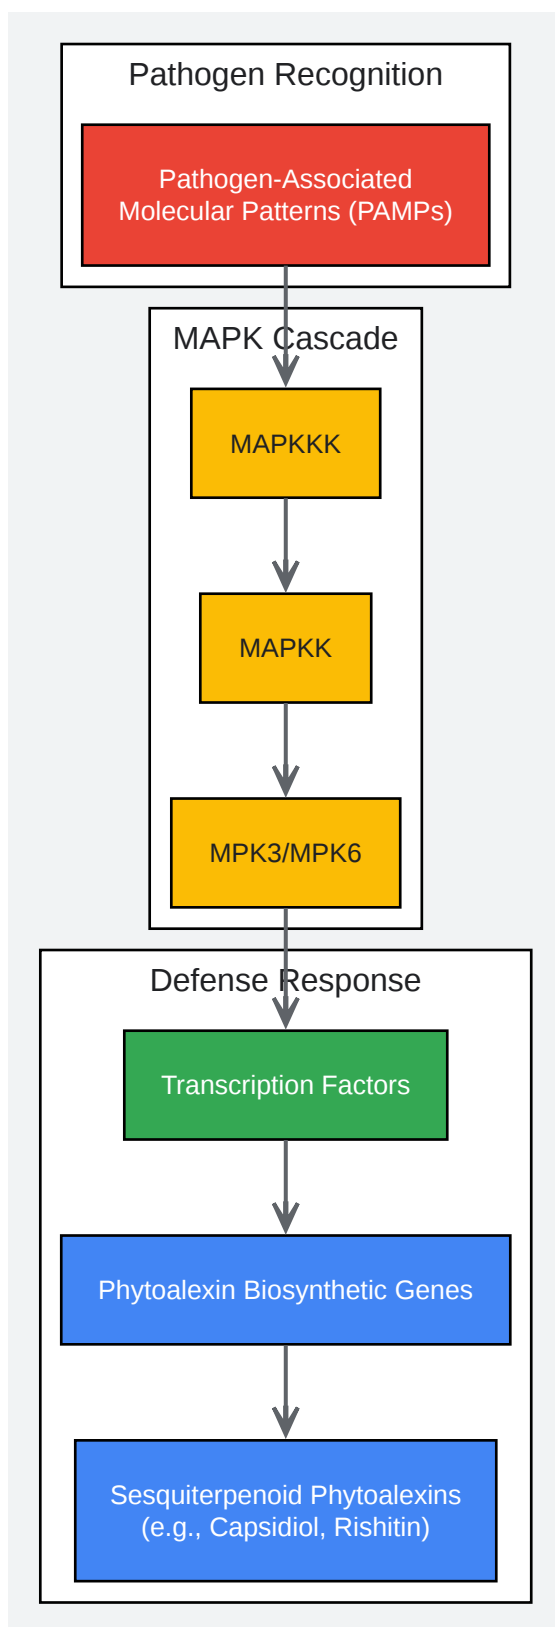 Pathogen Recognition
Pathogen-Associated
Molecular Patterns (PAMPs)
MAPK Cascade
MAPKKK
MAPKK
MPK3/MPK6
Defense Response
Transcription Factors
Phytoalexin Biosynthetic Genes
Sesquiterpenoid Phytoalexins
(e.g., Capsidiol, Rishitin)